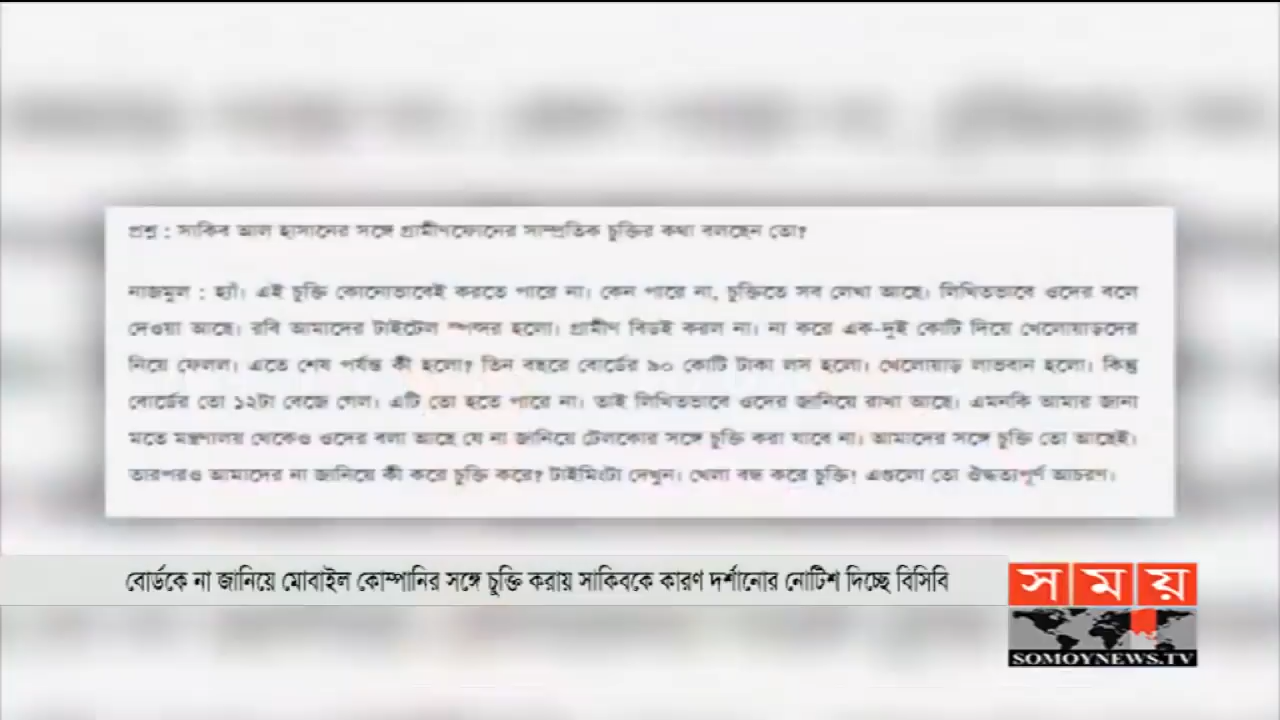 প্রশ্ন : সাকিব আল হাসানের সঙ্গে গ্রামীণফোনের সাম্প্রতিক চুক্তির কথা বলছেন তো?
নাজমুল : হ্যাঁ। এই চুক্তি কোনোভাবেই করতে পারে না। কেন পারে না, চুক্তিতে সব লেখা আছে। লিখিতভাবে ওদের বলে
দেওয়া আছে। রবি আমাদের টাইটেল স্পন্সর হলো। গ্রামীণ বিডই করল না। না করে এক-দুই কোটি দিয়ে খেলোয়াড়দের
নিয়ে ফেলল। এতে শেষ পর্যন্ত কী হলো? তিন বছরে বোর্ডের ৯০ কোটি টাকা লস হলো। খেলোয়াড় লাভবান হলো। কিন্তু
বোর্ডের তো ১২টা বেজে গেল। এটি তো হতে পারে না। তাই লিখিতভাবে ওদের জানিয়ে রাখা আছে। এমনকি আমার জানা
মতে মন্ত্রণালয় থেকেও ওদের বলা আছে যে না জানিয়ে টেলকোর সঙ্গে চুক্তি করা যাবে না। আমাদের সঙ্গে চুক্তি তো আছেই।
তারপরও আমাদের না জানিয়ে কী করে চুক্তি করে? টাইমিংটা দেখুন। খেলা বন্ধ করে চুক্তি! এগুলো তো ঔদ্ধত্যপূর্ণ আচরণ।
বোর্ডকে না জানিয়ে মোবাইল কোম্পানির সঙ্গে চুক্তি করায় সাকিবকে কারণ দর্শানোর নোটিশ দিচ্ছে বিসিবি
সময়
SOMOYNEWS.TV